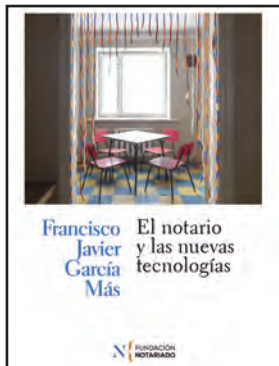 Francisco
Javier
García
Más
El notario
y las nuevas
tecnologías
N
FUNDACIÓN
NOTARIADO